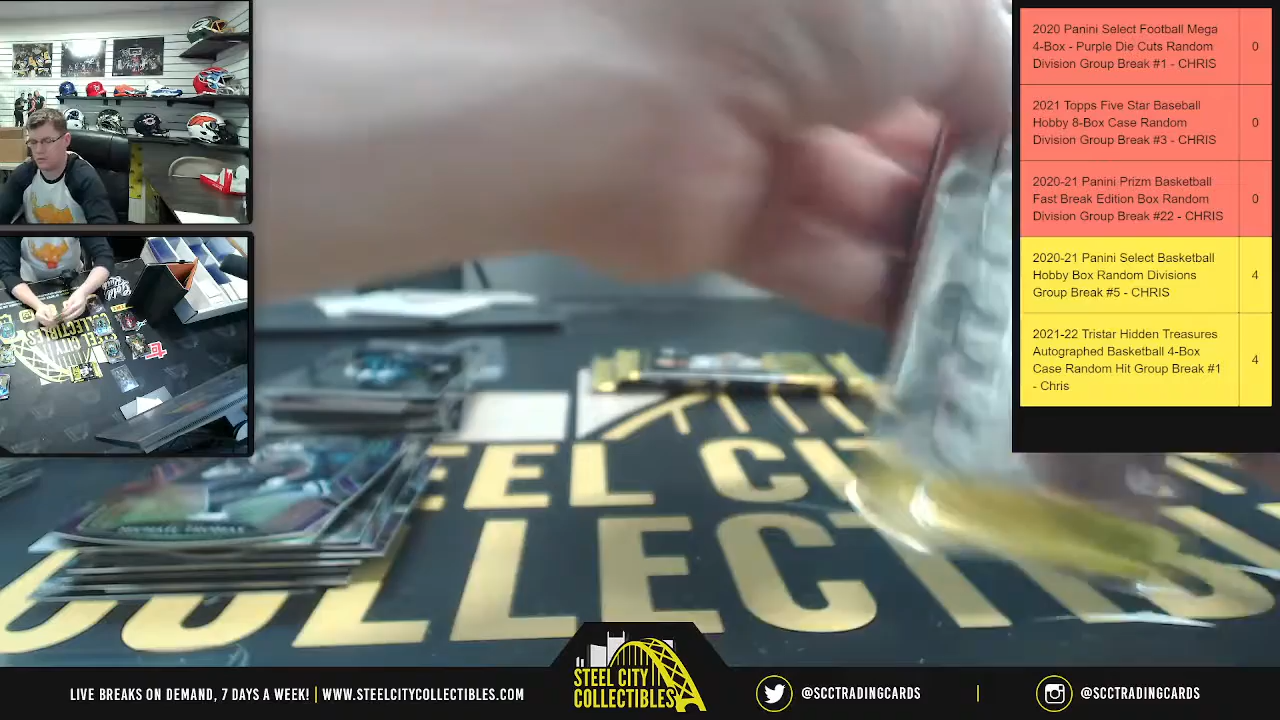 2020 Panini Select Football Mega
4-Box - Purple Die Cuts Random
Division Group Break #1 - CHRIS
0
2021 Topps Five Star Baseball
Hobby 8-Box Case Random
Division Group Break #3 - CHRIS
0
2020-21 Panini Prizm Basketball
Fast Break Edition Box Random
Division Group Break #22 - CHRIS
0
2020-21 Panini Select Basketball
Hobby Box Random Divisions
Group Break #5 - CHRIS
4
2021-22 Tristar Hidden Treasures
Autographed Basketball 4-Box
Case Random Hit Group Break #1
- Chris
4
MICHAEL THOMAS
LIVE BREAKS ON DEMAND, 7 DAYS A WEEK! | WWW.STEELCITYCOLLECTIBLES.COM
STEEL CITY
COLLECTIBLES
@SCCTRADINGCARDS
@SCCTRADINGCARDS